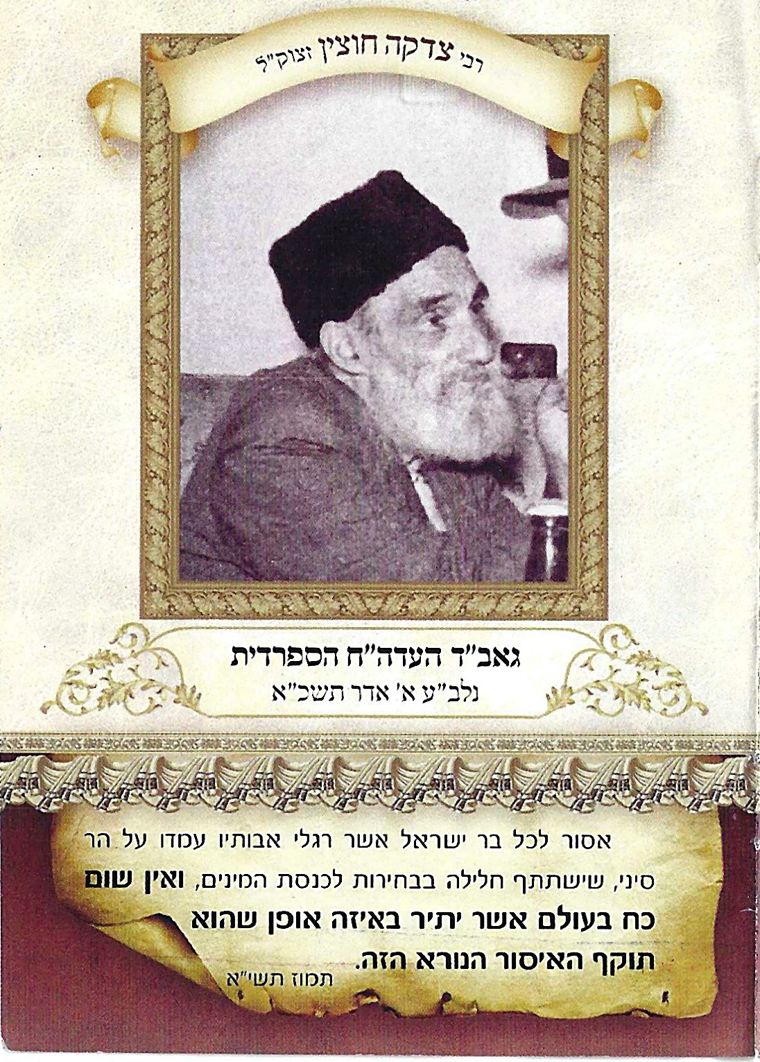 רבי צדקה חוצין זצוק"ל
גאב"ד העדה"ח הספרדית
נלב"ע א' אדר תשכ"א
אסור לכל בר ישראל אשר רגלי אבותיו עמדו על הר
סיני, שישתתף חלילה בבחירות לכנסת המינים, ואין שום
כח בעולם אשר יתיר באיזה אופן שהוא
תוקף האיסור הנורא הזה.
תמוז תשי"א